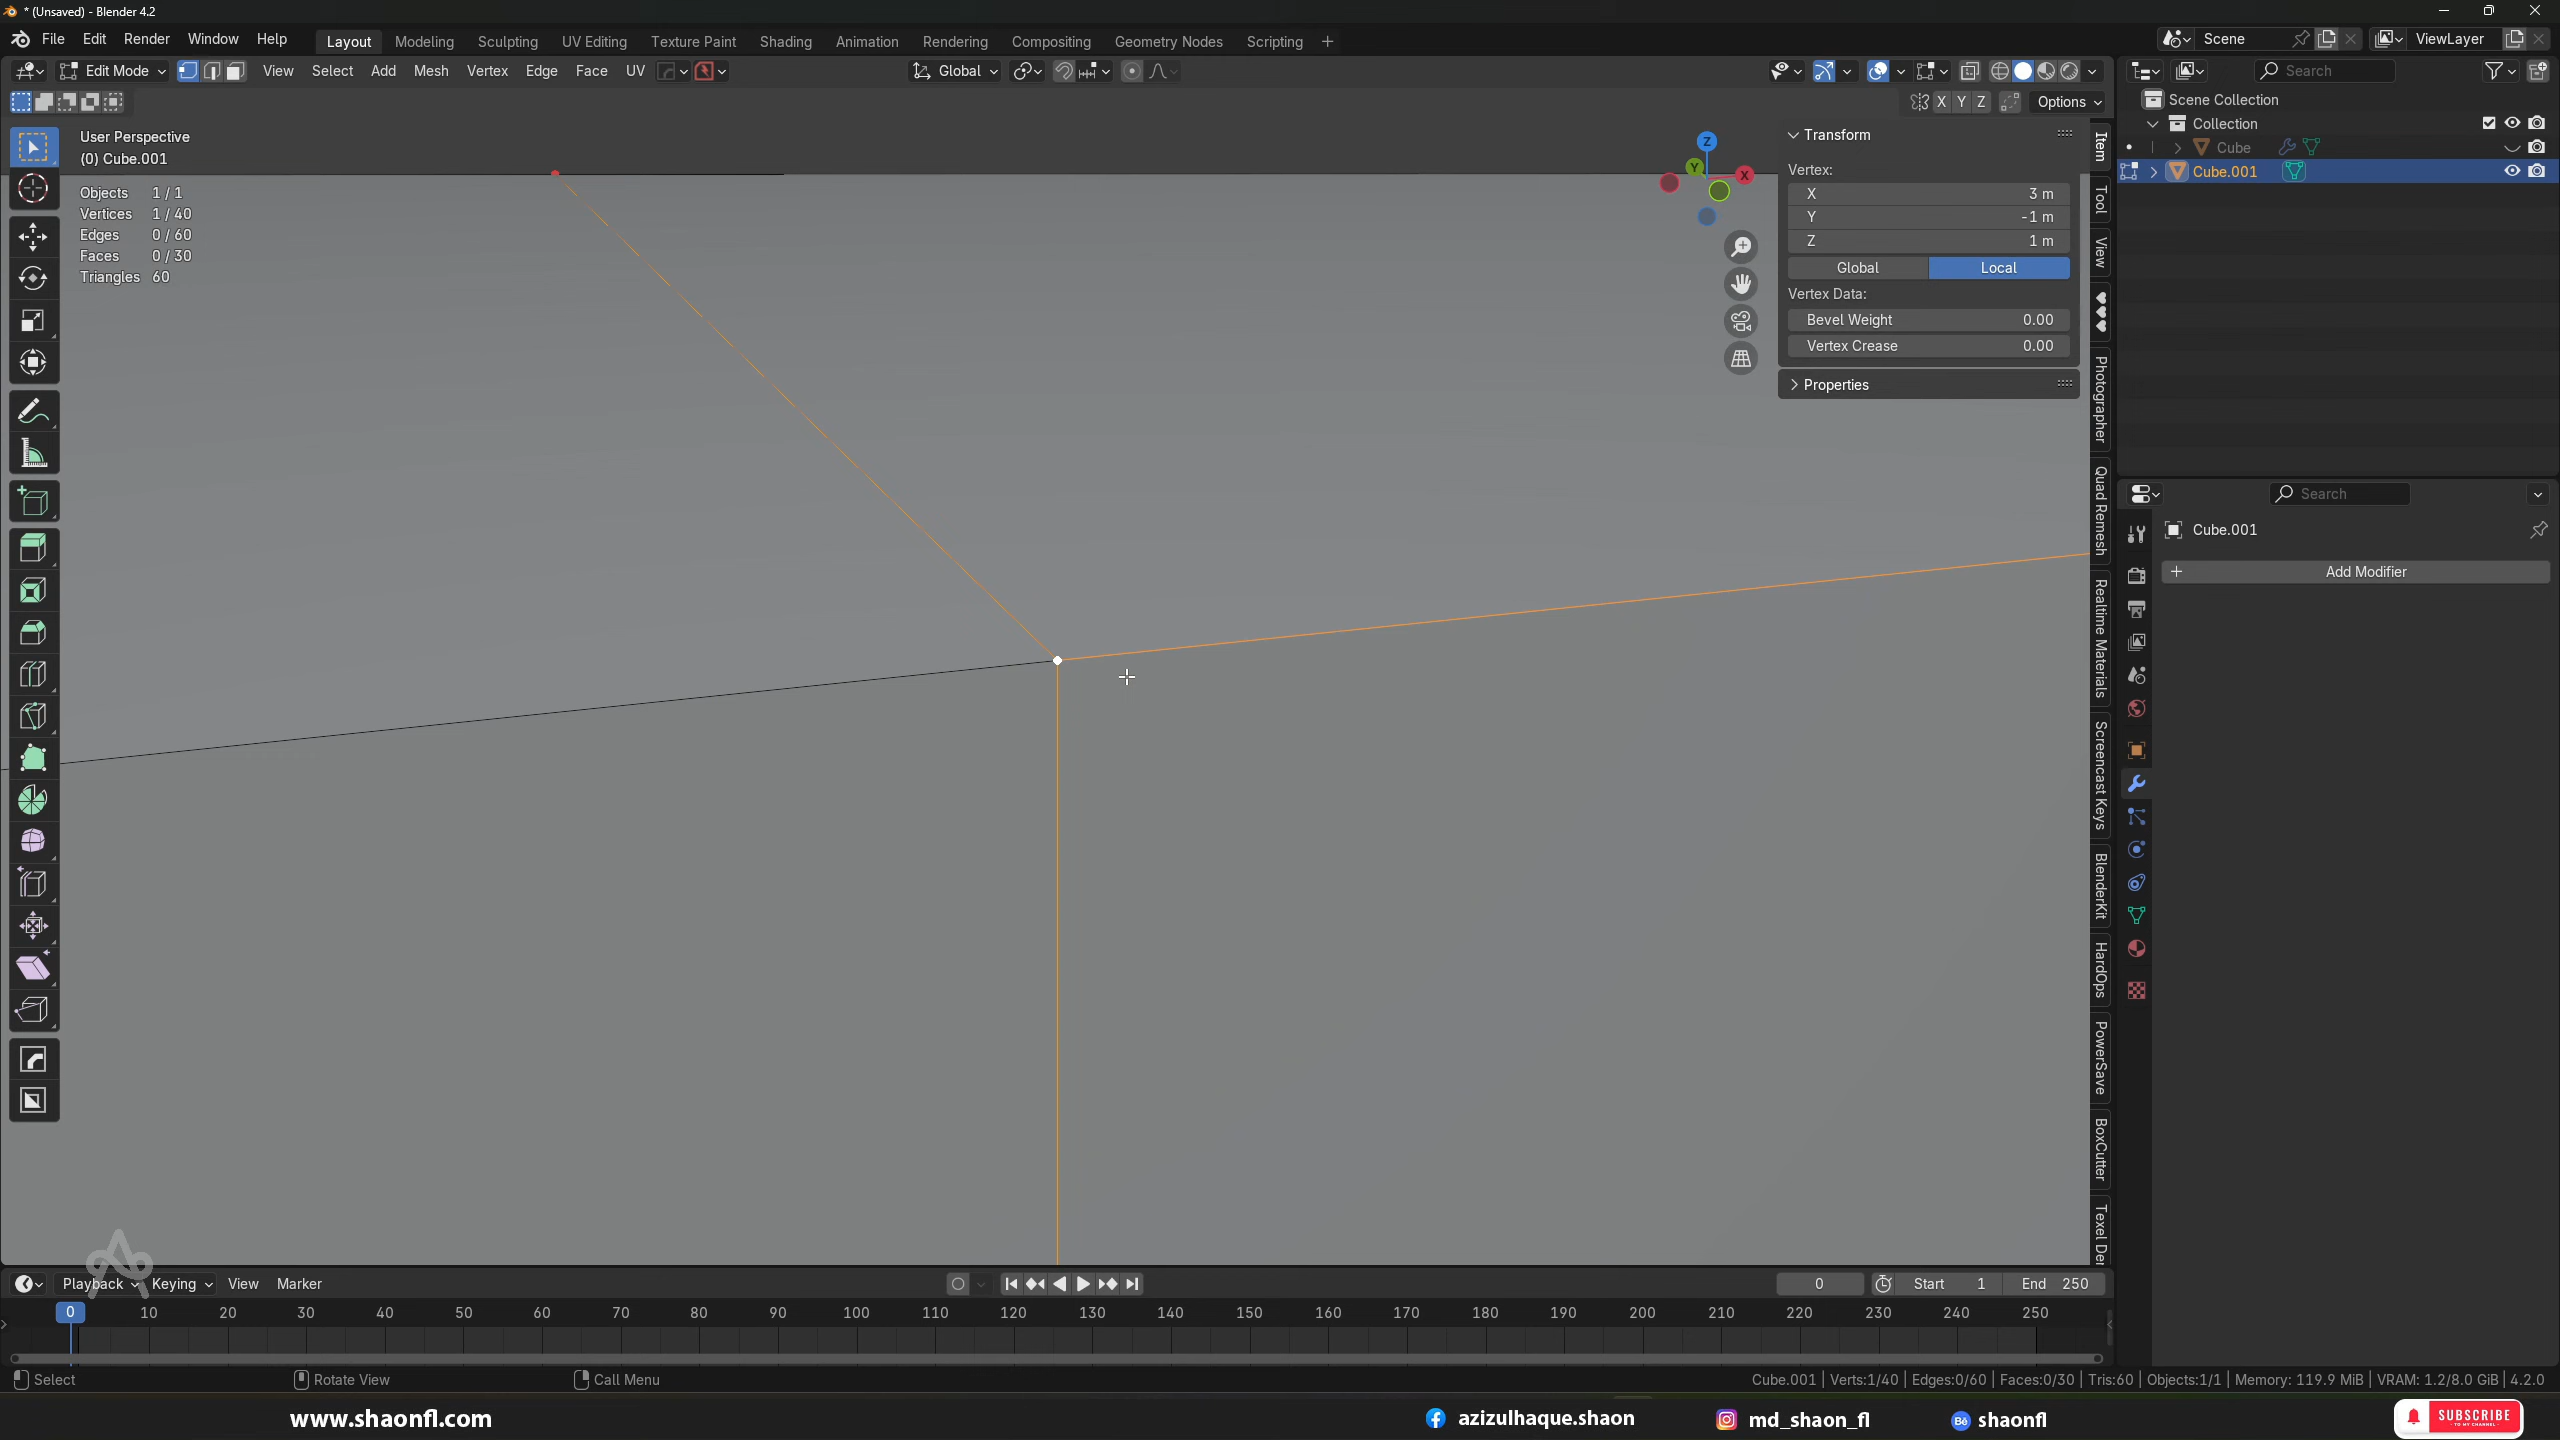 * (Unsaved) - Blender 4.2
File Edit Render Window Help Layout Modeling Sculpting UV Editing Texture Paint Shading Animation Rendering Compositing Geometry Nodes Scripting + Scene ViewLayer
Edit Mode View Select Add Mesh Vertex Edge Face UV Global Search
X Y Z Options
User Perspective
(0) Cube.001
Objects 1 / 1
Vertices 1 / 40
Edges 0 / 60
Faces 0 / 30
Triangles 60
Z
Y
X
Transform
Vertex:
X 3 m
Y -1 m
Z 1 m
Global Local
Vertex Data:
Bevel Weight 0.00
Vertex Crease 0.00
Properties
Item
Tool
View
Photographer
Quad Remesh
Realtime Materials
Screencast Keys
BlenderKit
HardOps
PowerSave
BoxCutter
Texel De
Scene Collection
Collection
Cube
Cube.001
Search
Cube.001
+ Add Modifier
Playback Keying View Marker 0 Start 1 End 250
0 10 20 30 40 50 60 70 80 90 100 110 120 130 140 150 160 170 180 190 200 210 220 230 240 250
Select Rotate View Call Menu Cube.001 | Verts:1/40 | Edges:0/60 | Faces:0/30 | Tris:60 | Objects:1/1 | Memory: 119.9 MiB | VRAM: 1.2/8.0 GiB | 4.2.0
www.shaonfl.com azizulhaque.shaon md_shaon_fl Bē shaonfl SUBSCRIBE
TO MY CHANNEL